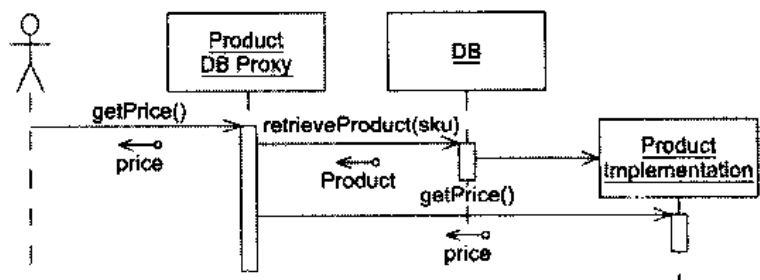 Product
DB Proxy
DB
getPrice()
retrieveProduct(sku)
price
Product
Product
Implementation
getPrice()
price